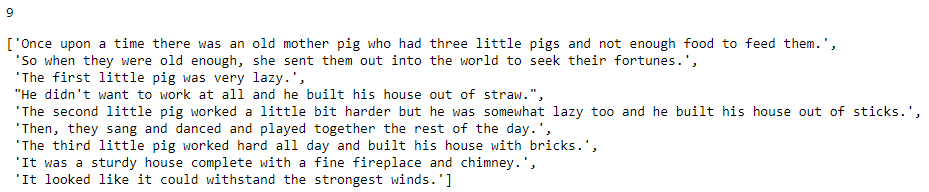 9
['Once upon a time there was an old mother pig who had three little pigs and not enough food to feed them.',
'So when they were old enough, she sent them out into the world to seek their fortunes.',
'The first little pig was very lazy.',
"He didn't want to work at all and he built his house out of straw.",
'The second little pig worked a little bit harder but he was somewhat lazy too and he built his house out of sticks.',
'Then, they sang and danced and played together the rest of the day.',
'The third little pig worked hard all day and built his house with bricks.',
'It was a sturdy house complete with a fine fireplace and chimney.',
'It looked like it could withstand the strongest winds.']